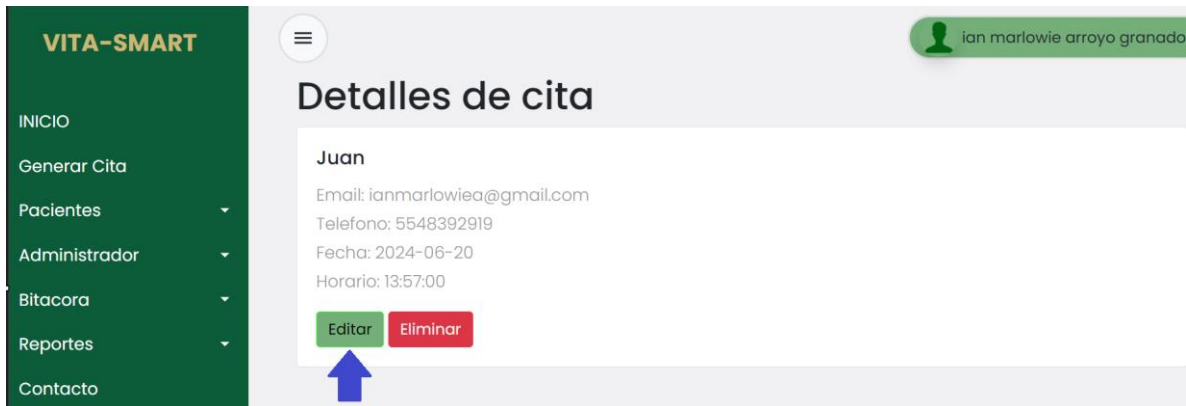 VITA-SMART
INICIO
Generar Cita
Pacientes
Administrador
Bitacora
Reportes
Contacto
ian marlowie arroyo granado
Detalles de cita
Juan
Email: ianmarlowiea@gmail.com
Telefono: 5548392919
Fecha: 2024-06-20
Horario: 13:57:00
Editar Eliminar